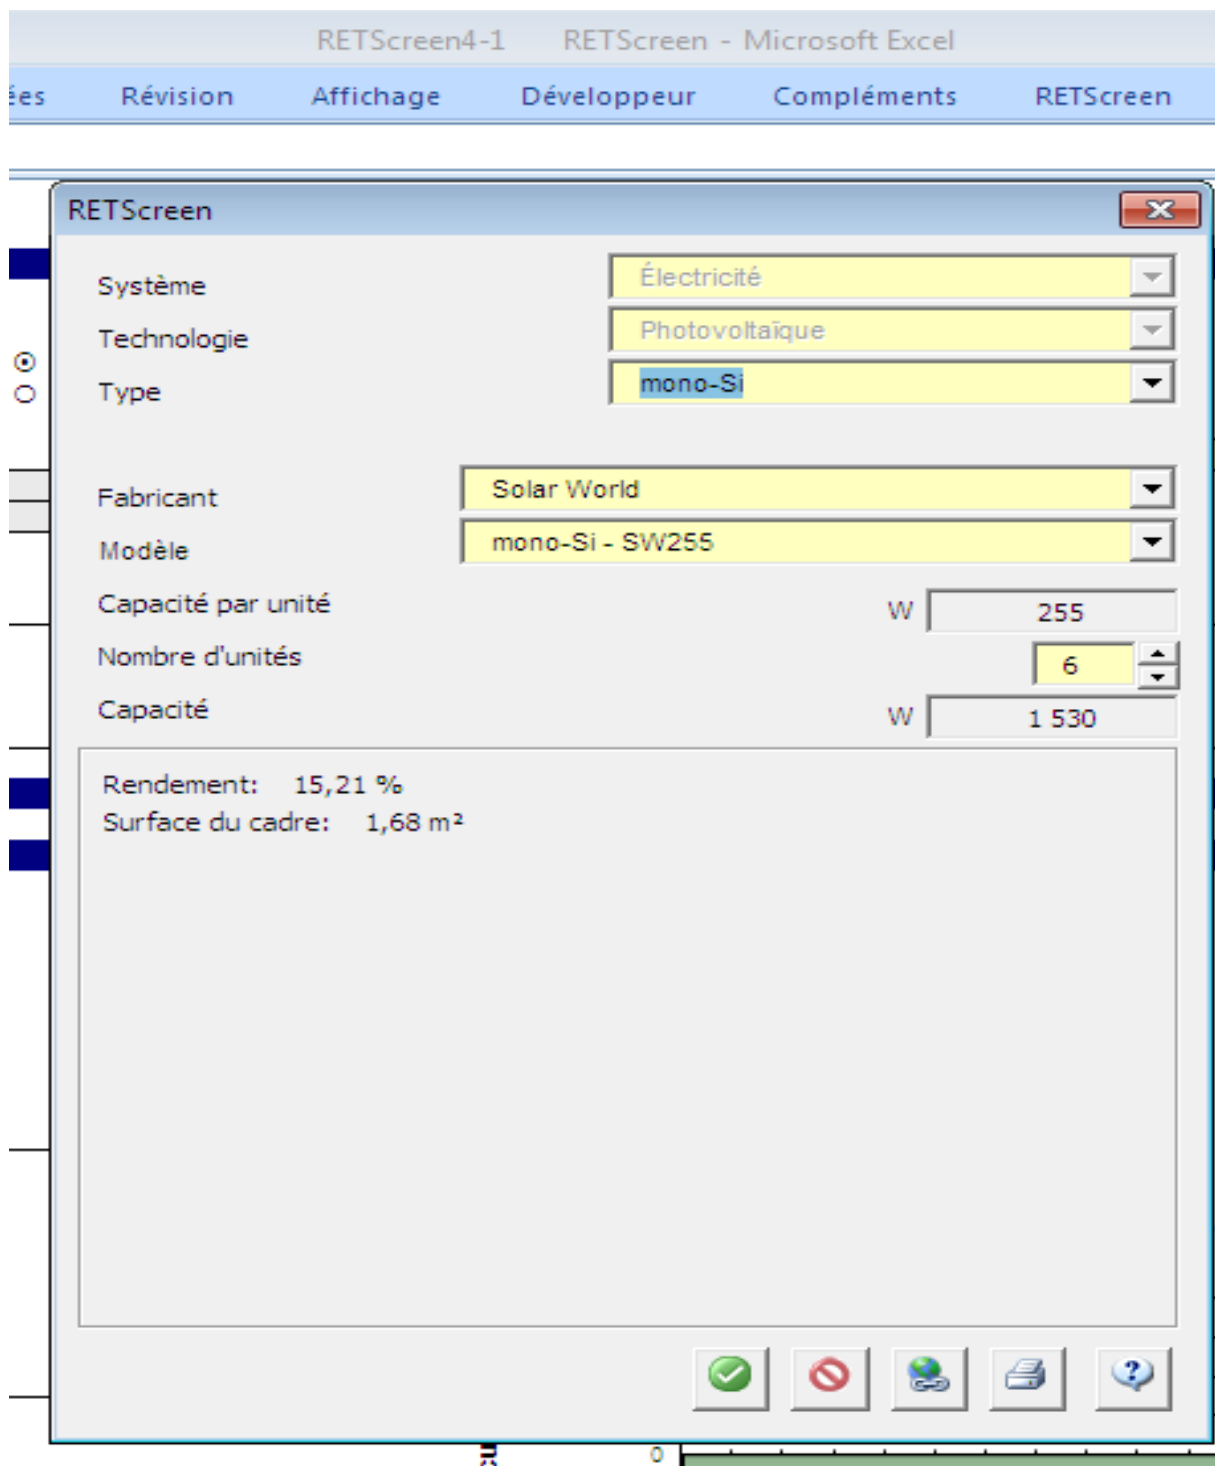 RETScreen4-1 RETScreen - Microsoft Excel
ées Révision Affichage Développeur Compléments RETScreen
RETScreen
Système Électricité
Technologie Photovoltaïque
Type mono-Si
Fabricant Solar World
Modèle mono-Si - SW255
Capacité par unité W 255
Nombre d'unités 6
Capacité W 1 530
Rendement: 15,21 %
Surface du cadre: 1,68 m²
0